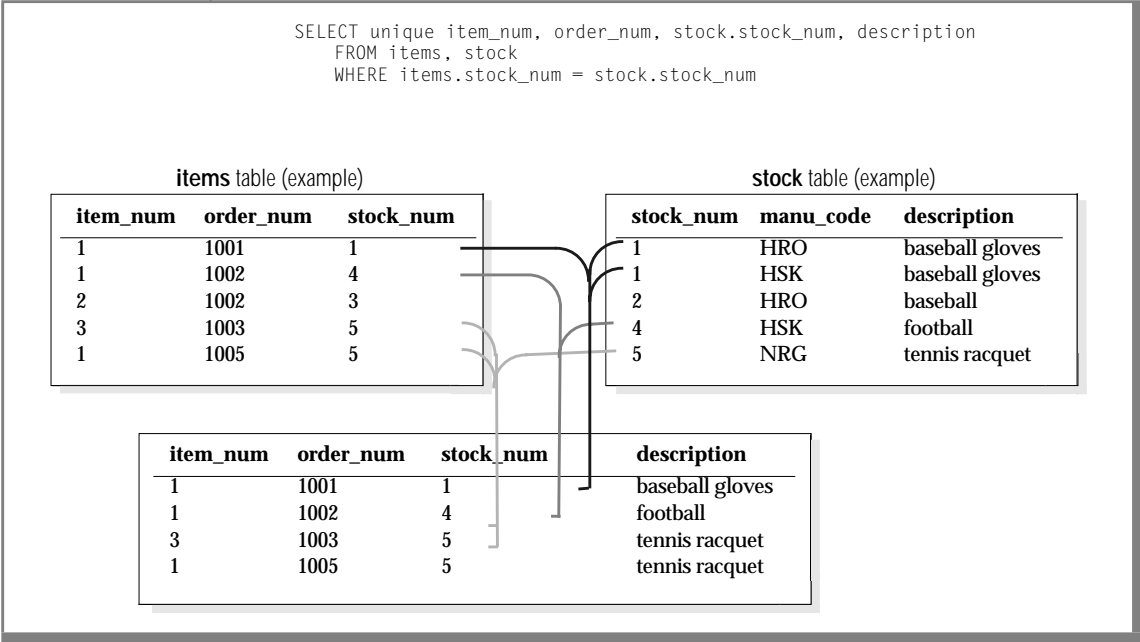 SELECT unique item_num, order_num, stock.stock_num, description
FROM items, stock
WHERE items.stock_num = stock.stock_num
items table (example)
item_num order_num stock_num
1 1001 1
1 1002 4
2 1002 3
3 1003 5
1 1005 5
stock table (example)
stock_num manu_code description
1 HRO baseball gloves
1 HSK baseball gloves
2 HRO baseball
4 HSK football
5 NRG tennis racquet
item_num order_num stock_num description
1 1001 1 baseball gloves
1 1002 4 football
3 1003 5 tennis racquet
1 1005 5 tennis racquet